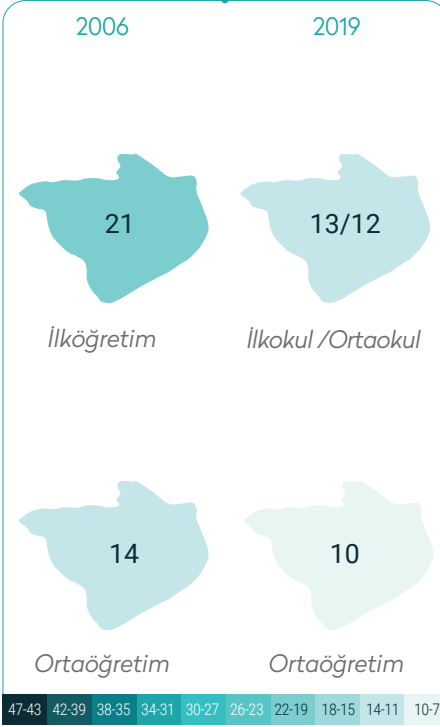 2006 2019
21 13/12
İlköğretim İlkokul /Ortaokul
14 10
Ortaöğretim Ortaöğretim
47-43 42-39 38-35 34-31 30-27 26-23 22-19 18-15 14-11 10-7